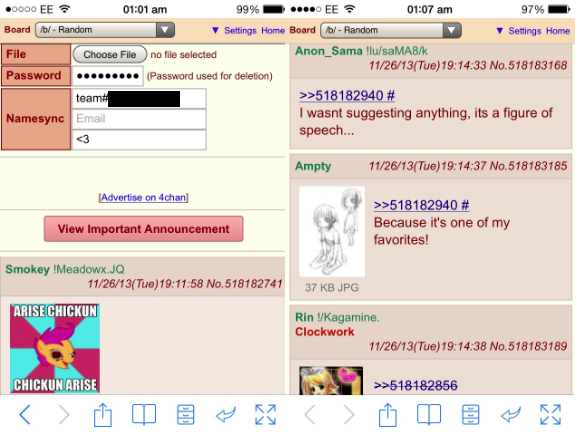 EE 01:01 am 99%
Board /b/ - Random ▼ Settings Home
File Choose File no file selected
Password ●●●●●●●●● (Password used for deletion)
Namesync team#
Email
<3
[Advertise on 4chan]
View Important Announcement
Smokey !Meadowx.JQ
11/26/13(Tue)19:11:58 No.518182741
ARISE CHICKUN
CHICKUN ARISE
EE 01:07 am 97%
Board /b/ - Random ▼ Settings Home
Anon_Sama !Iu/saMA8/k
11/26/13(Tue)19:14:33 No.518183168
>>518182940 #
I wasnt suggesting anything, its a figure of
speech...
Ampty 11/26/13(Tue)19:14:37 No.518183185
>>518182940 #
Because it's one of my
favorites!
37 KB JPG
Rin !/Kagamine.
Clockwork
11/26/13(Tue)19:14:38 No.518183189
>>518182856